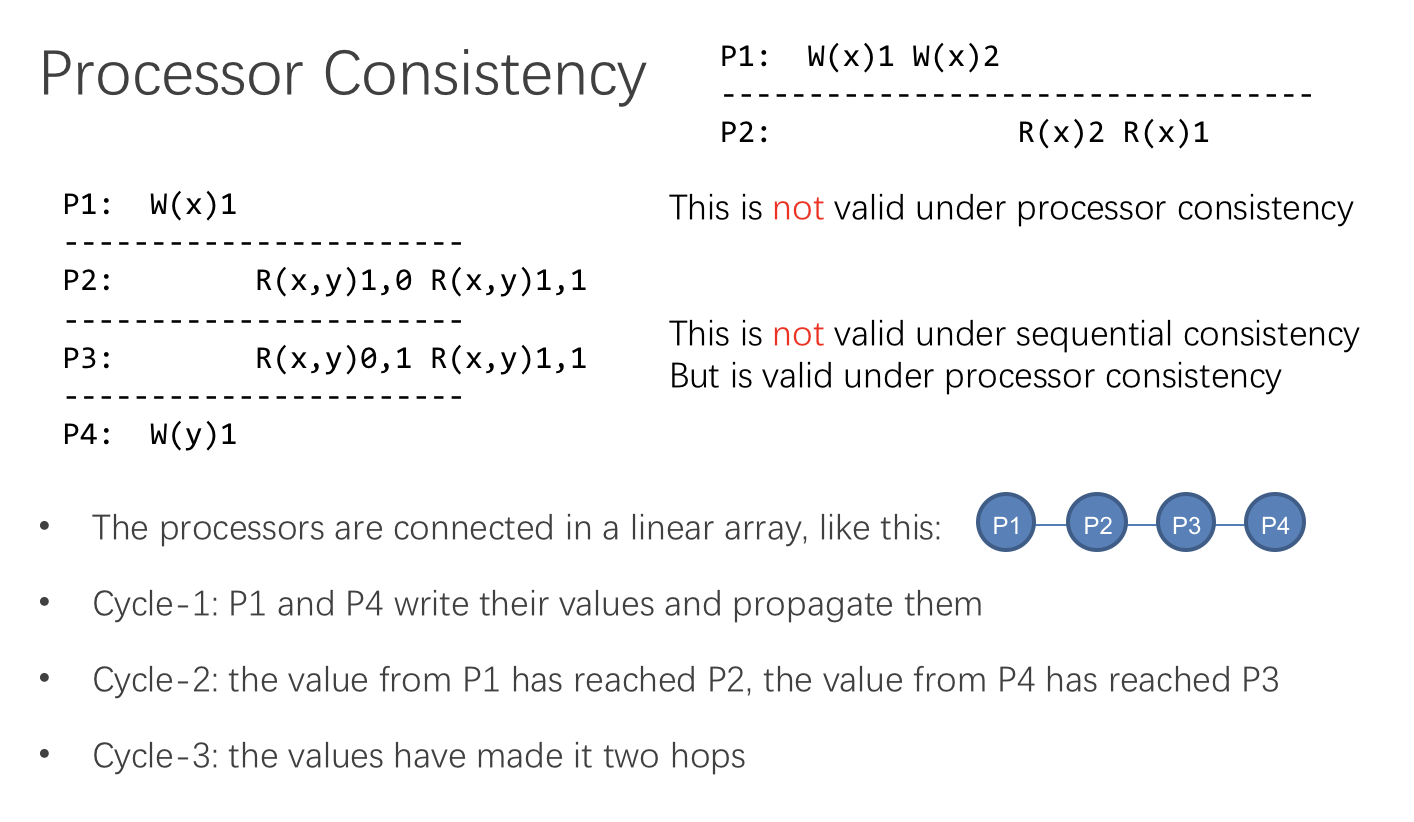 Processor Consistency
P1:  W(x)1 W(x)2
----------------------------------
P2:              R(x)2 R(x)1
This is not valid under processor consistency
P1:  W(x)1
-----------------------
P2:        R(x,y)1,0 R(x,y)1,1
-----------------------
P3:        R(x,y)0,1 R(x,y)1,1
-----------------------
P4:  W(y)1
This is not valid under sequential consistency
But is valid under processor consistency
• The processors are connected in a linear array, like this:
P1 P2 P3 P4
• Cycle-1: P1 and P4 write their values and propagate them
• Cycle-2: the value from P1 has reached P2, the value from P4 has reached P3
• Cycle-3: the values have made it two hops